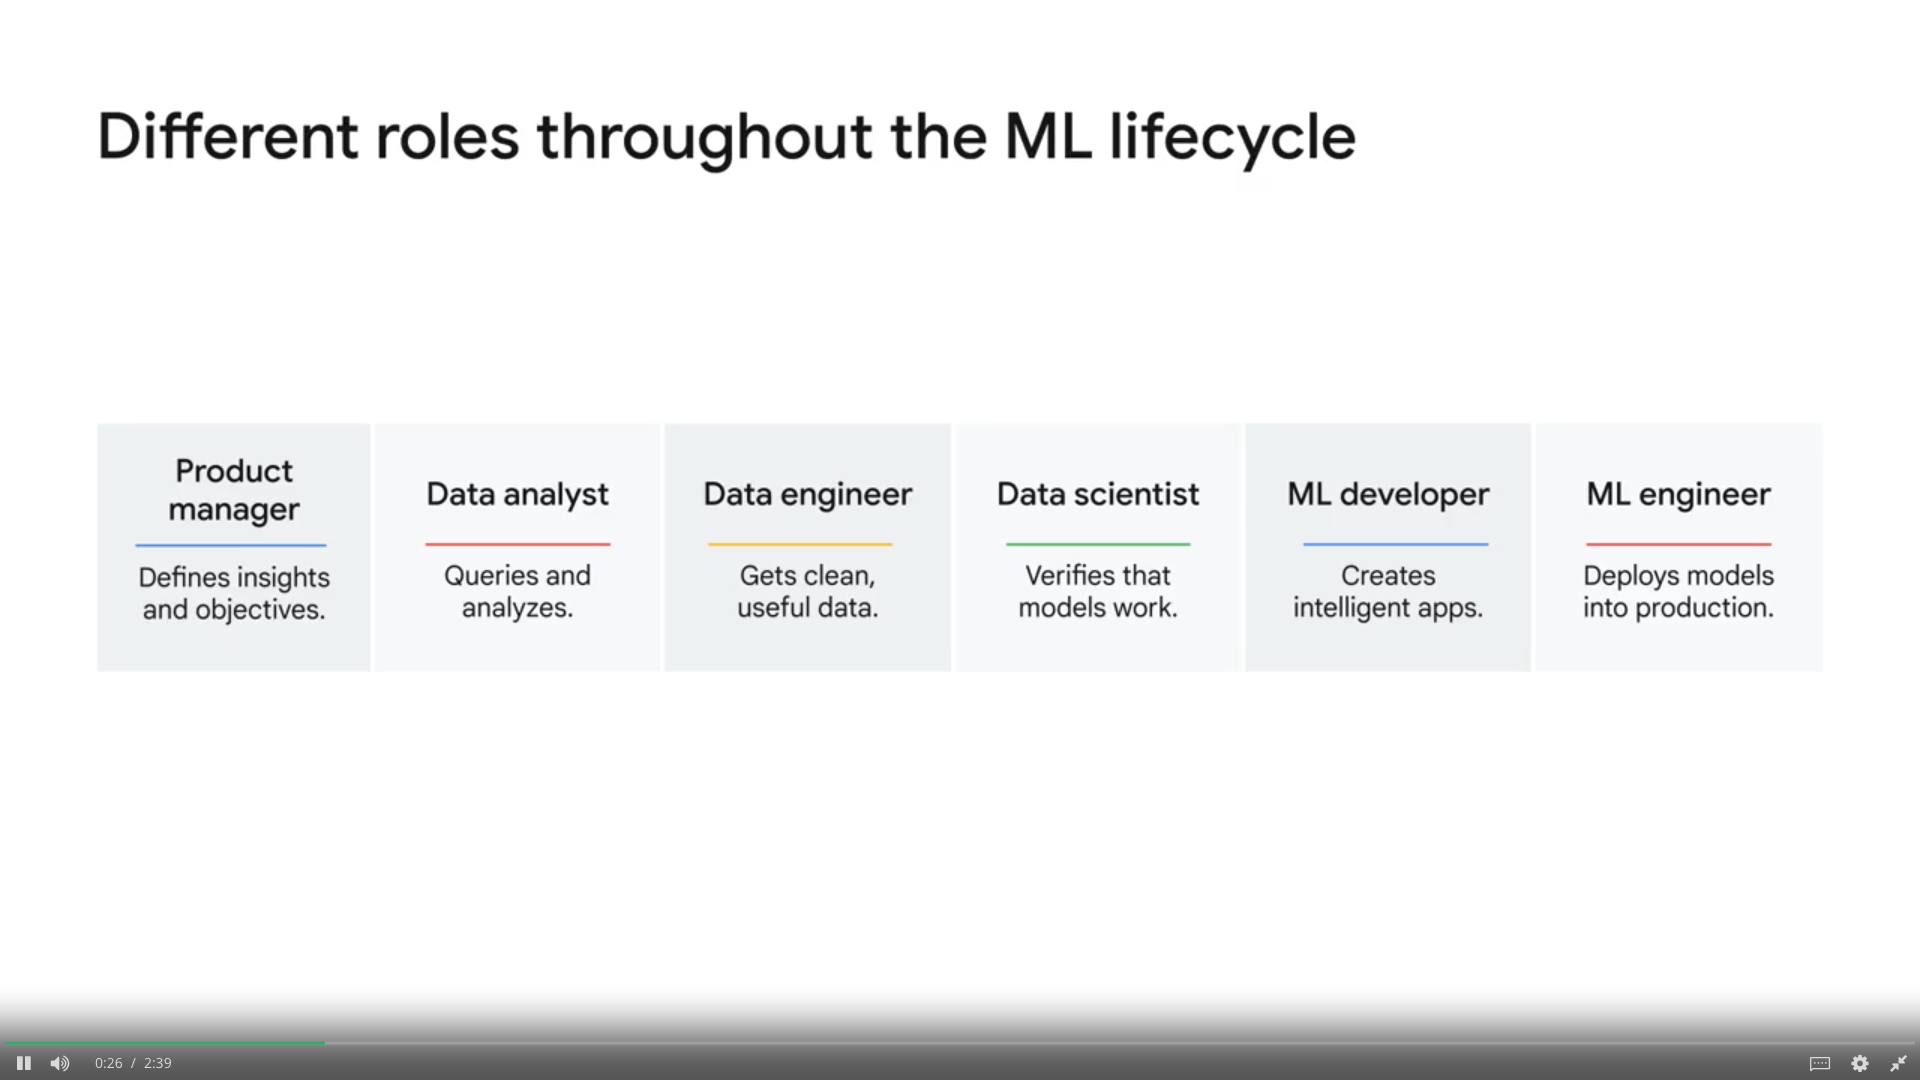 Different roles throughout the ML lifecycle
Product
manager
Defines insights
and objectives.
Data analyst
Queries and
analyzes.
Data engineer
Gets clean,
useful data.
Data scientist
Verifies that
models work.
ML developer
Creates
intelligent apps.
ML engineer
Deploys models
into production.
0:26 / 2:39